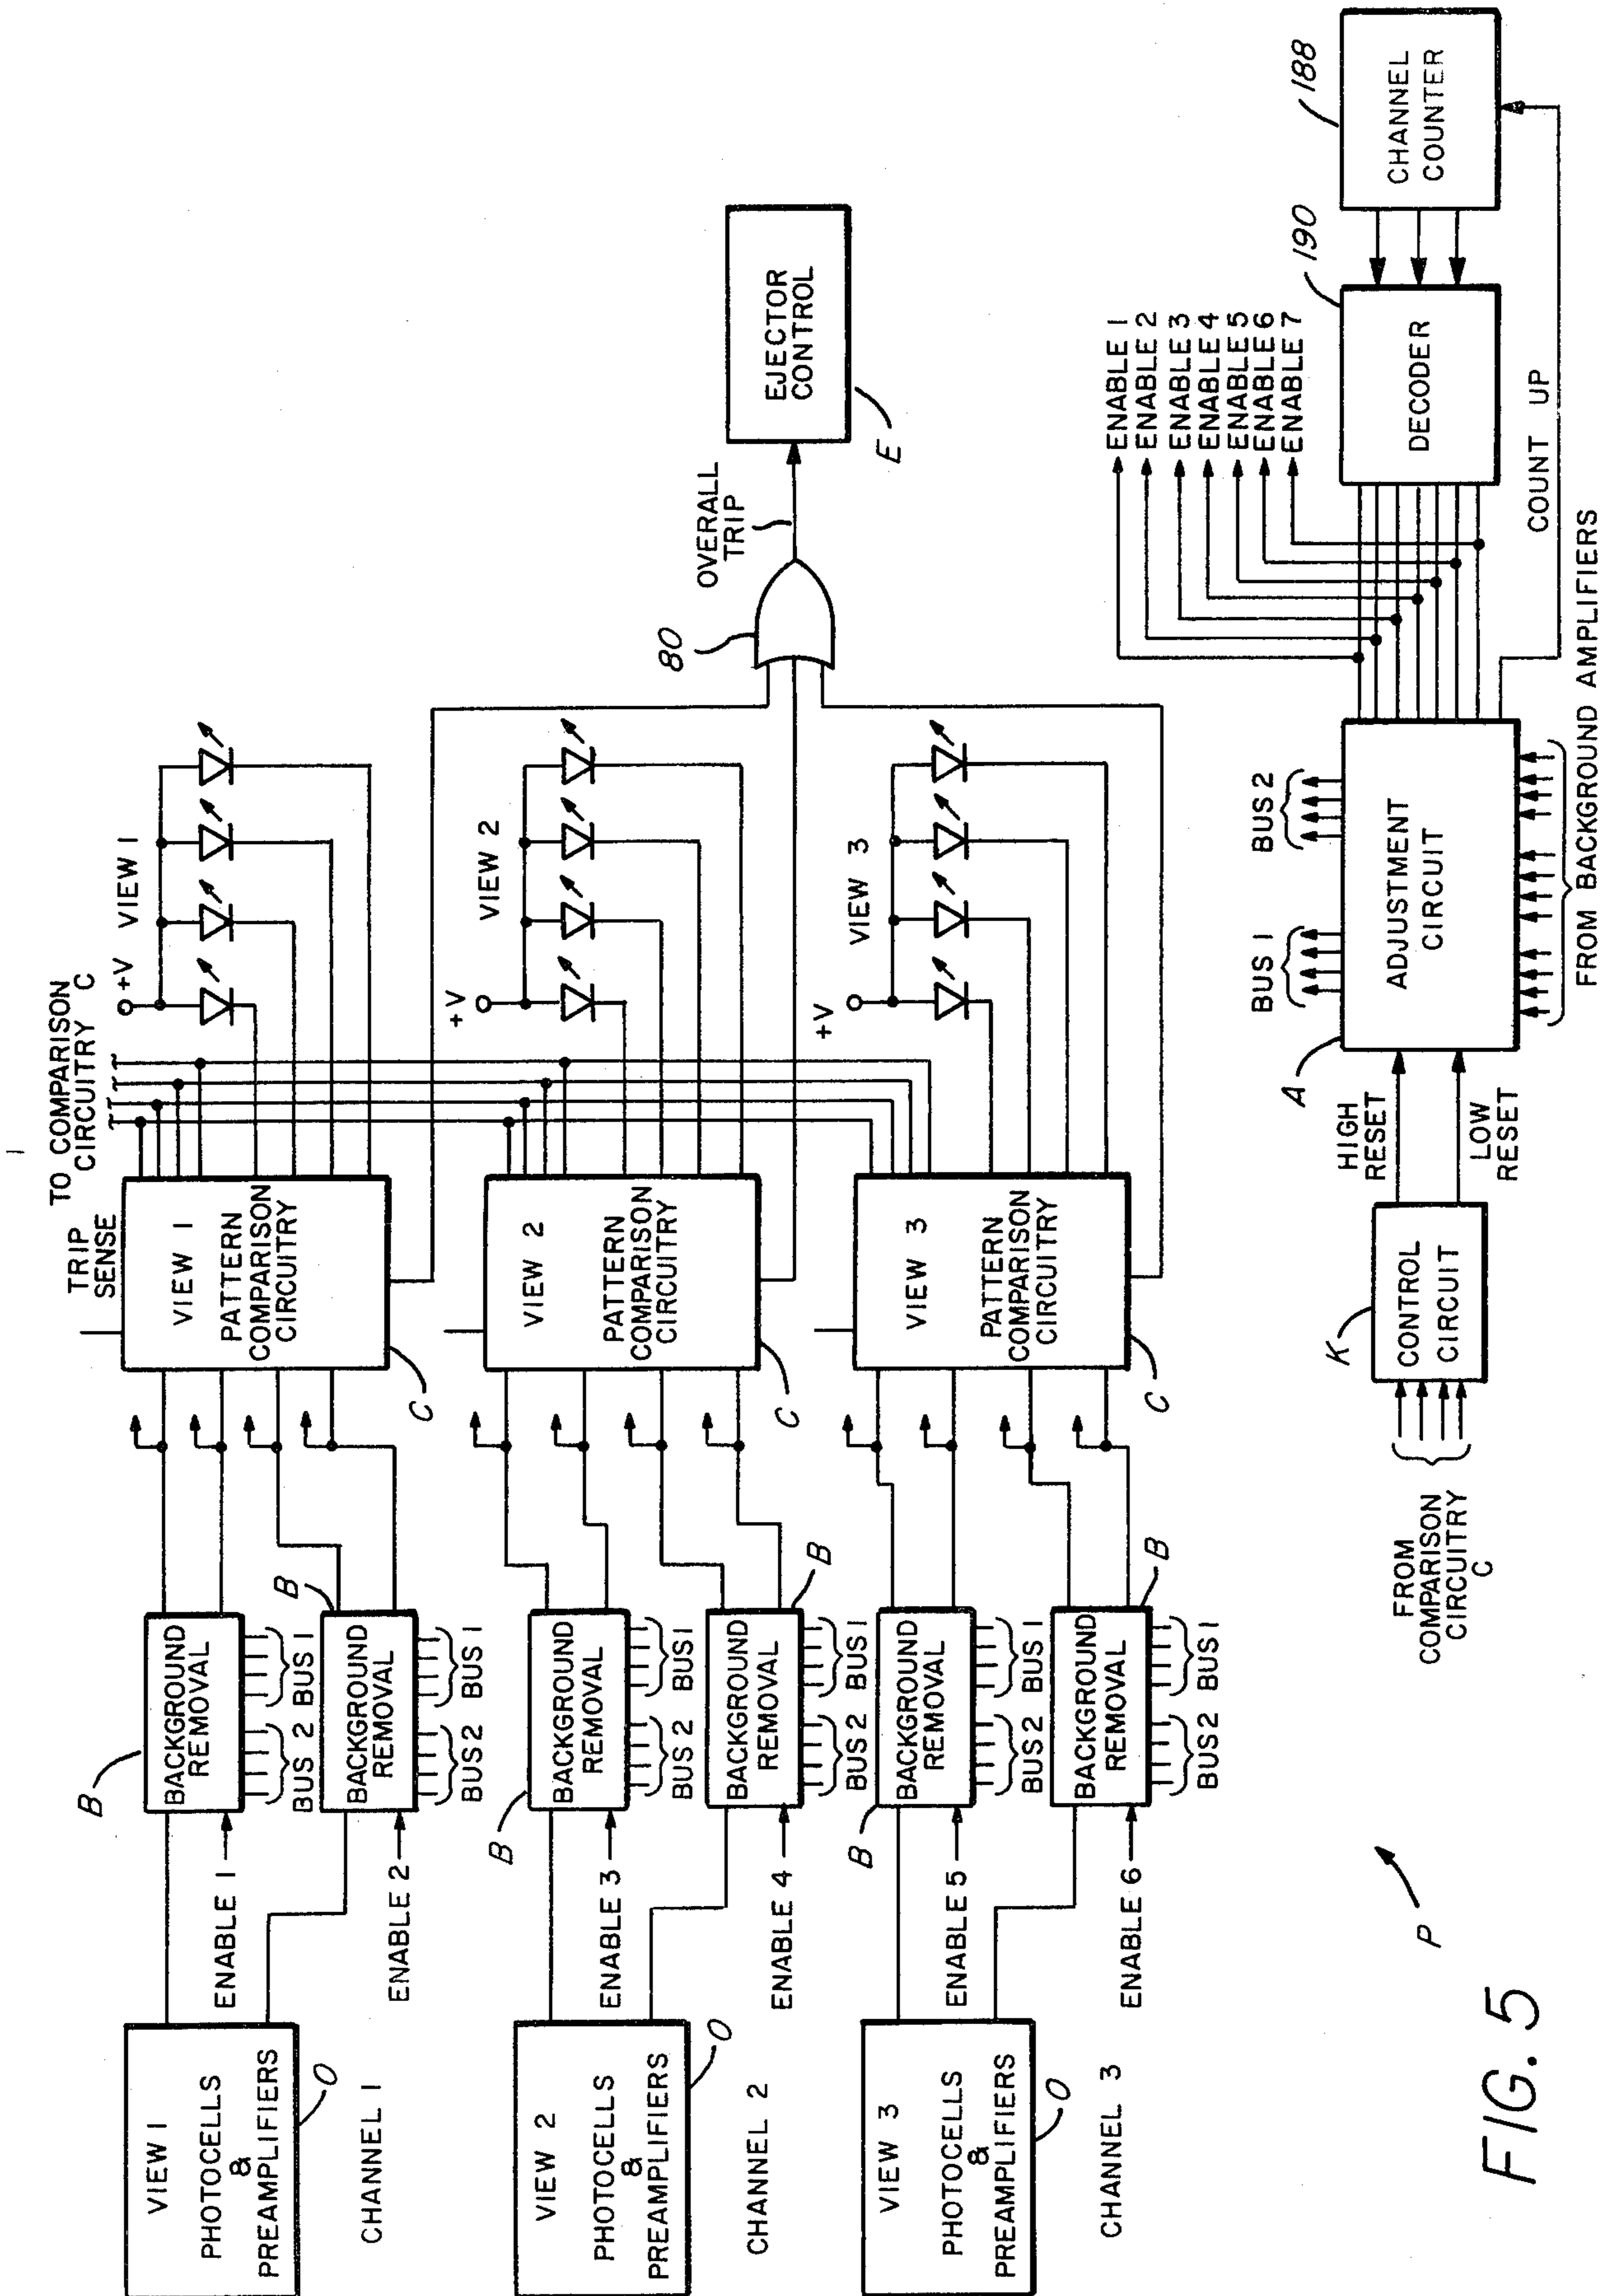 VIEW 1
PHOTOCELLS
&
PREAMPLIFIERS
O
CHANNEL 1
ENABLE 1
ENABLE 2
B
BACKGROUND
REMOVAL
BUS 2
BUS 1
B
BACKGROUND
REMOVAL
BUS 2
BUS 1
TRIP
SENSE
VIEW 1
PATTERN
COMPARISON
CIRCUITRY
C
TO COMPARISON
CIRCUITRY C
+V
VIEW 1
VIEW 2
PHOTOCELLS
&
PREAMPLIFIERS
O
CHANNEL 2
ENABLE 3
ENABLE 4
B
BACKGROUND
REMOVAL
BUS 2
BUS 1
B
BACKGROUND
REMOVAL
BUS 2
BUS 1
VIEW 2
PATTERN
COMPARISON
CIRCUITRY
C
+V
VIEW 2
80
OVERALL
TRIP
EJECTOR
CONTROL
E
VIEW 3
PHOTOCELLS
&
PREAMPLIFIERS
O
CHANNEL 3
ENABLE 5
ENABLE 6
B
BACKGROUND
REMOVAL
BUS 2
BUS 1
B
BACKGROUND
REMOVAL
BUS 2
BUS 1
VIEW 3
PATTERN
COMPARISON
CIRCUITRY
C
+V
VIEW 3
FROM
COMPARISON
CIRCUITRY
C
K
CONTROL
CIRCUIT
HIGH
RESET
LOW
RESET
A
ADJUSTMENT
CIRCUIT
BUS 1
BUS 2
FROM BACKGROUND AMPLIFIERS
ENABLE 1
ENABLE 2
ENABLE 3
ENABLE 4
ENABLE 5
ENABLE 6
ENABLE 7
190
DECODER
COUNT UP
188
CHANNEL
COUNTER
P
FIG. 5